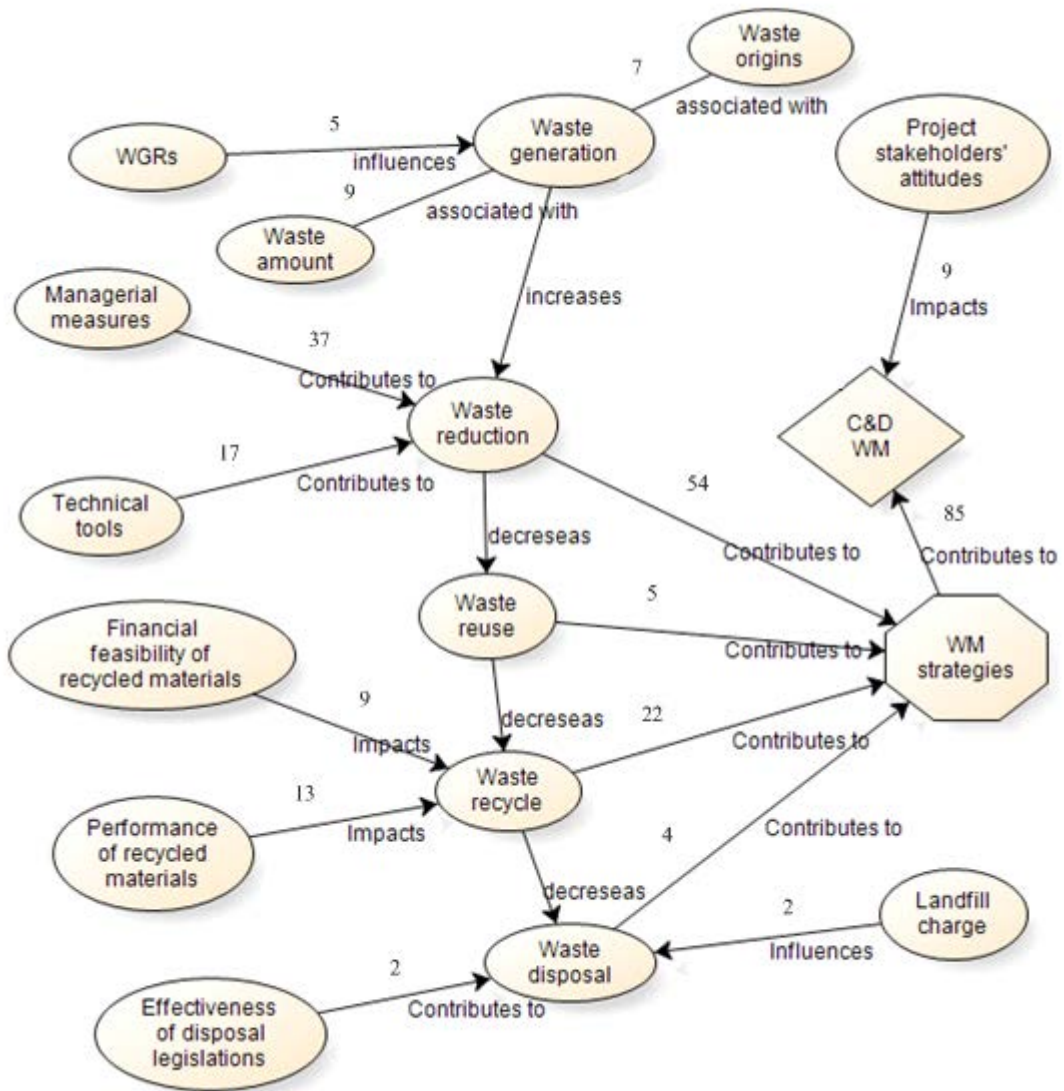 Waste
origins
7
associated with
Waste
generation
WGRs
5
influences
9
associated with
Waste
amount
Project
stakeholders'
attitudes
9
Impacts
increases
Managerial
measures
37
Contributes to
Waste
reduction
C&D
WM
17
Contributes to
Technical
tools
54
Contributes to
85
Contributes to
decreseas
Waste
reuse
5
Contributes to
WM
strategies
Financial
feasibility of
recycled materials
9
Impacts
decreseas
22
Contributes to
Waste
recycle
13
Impacts
Performance
of recycled
materials
4
Contributes to
decreseas
Landfill
charge
2
Influences
Waste
disposal
2
Contributes to
Effectiveness
of disposal
legislations